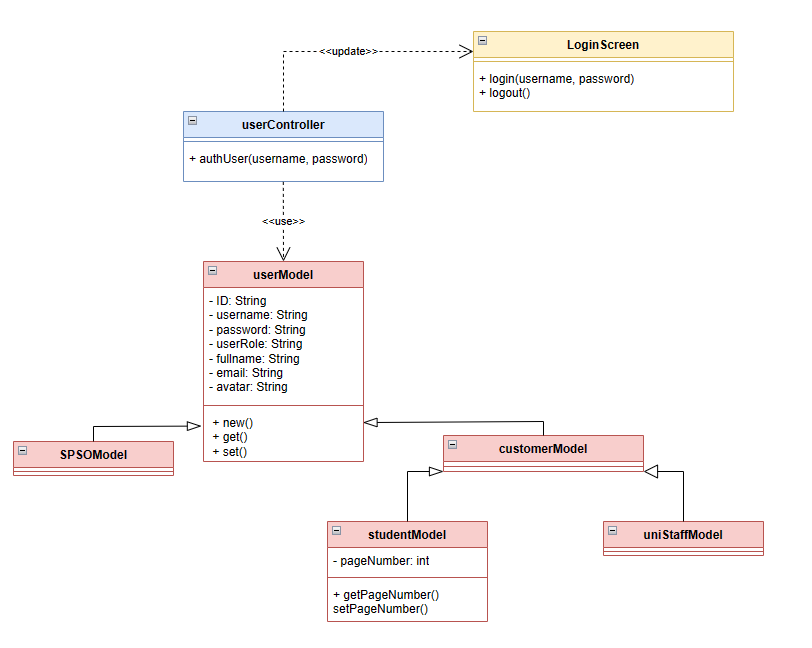 <<update>>
LoginScreen
+ login(username, password)
+ logout()
userController
+ authUser(username, password)
<<use>>
userModel
- ID: String
- username: String
- password: String
- userRole: String
- fullname: String
- email: String
- avatar: String
+ new()
+ get()
+ set()
SPSOModel
customerModel
studentModel
- pageNumber: int
+ getPageNumber()
setPageNumber()
uniStaffModel